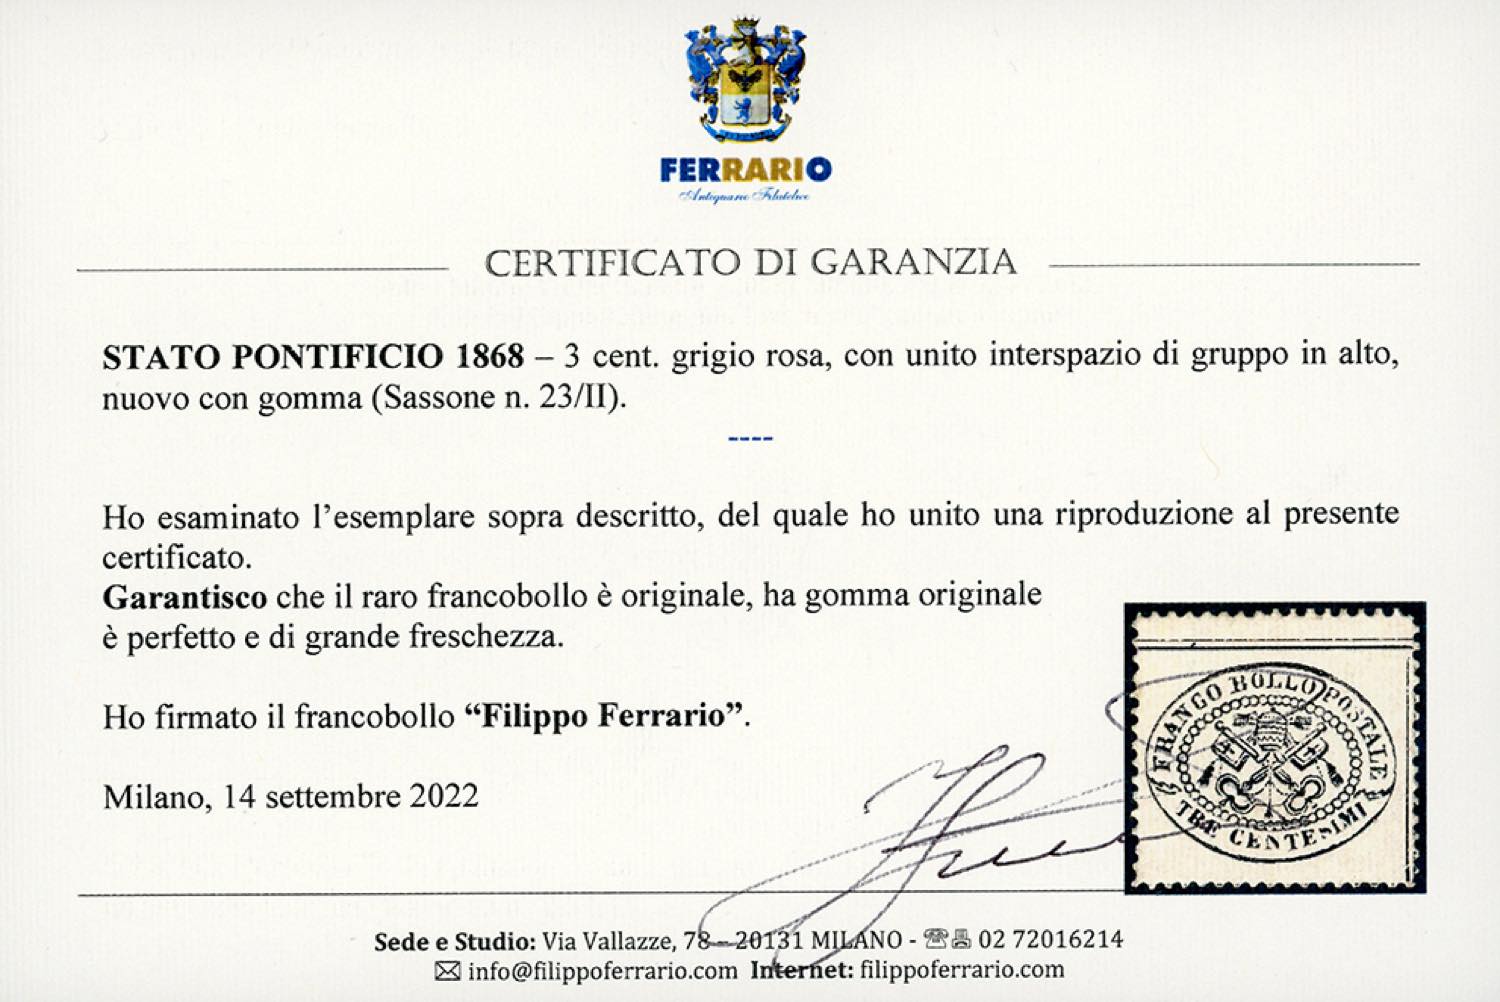 FERRARIO
Antiquario Filatelico
CERTIFICATO DI GARANZIA
STATO PONTIFICIO 1868 – 3 cent. grigio rosa, con unito interspazio di gruppo in alto,
nuovo con gomma (Sassone n. 23/II).
----
Ho esaminato l’esemplare sopra descritto, del quale ho unito una riproduzione al presente
certificato.
Garantisco che il raro francobollo è originale, ha gomma originale
è perfetto e di grande freschezza.
Ho firmato il francobollo “Filippo Ferrario”.
Milano, 14 settembre 2022
FRANCO BOLLO POSTALE
TRE CENTESIMI
Sede e Studio: Via Vallazze, 78 – 20131 MILANO - 02 72016214
info@filippoferrario.com Internet: filippoferrario.com